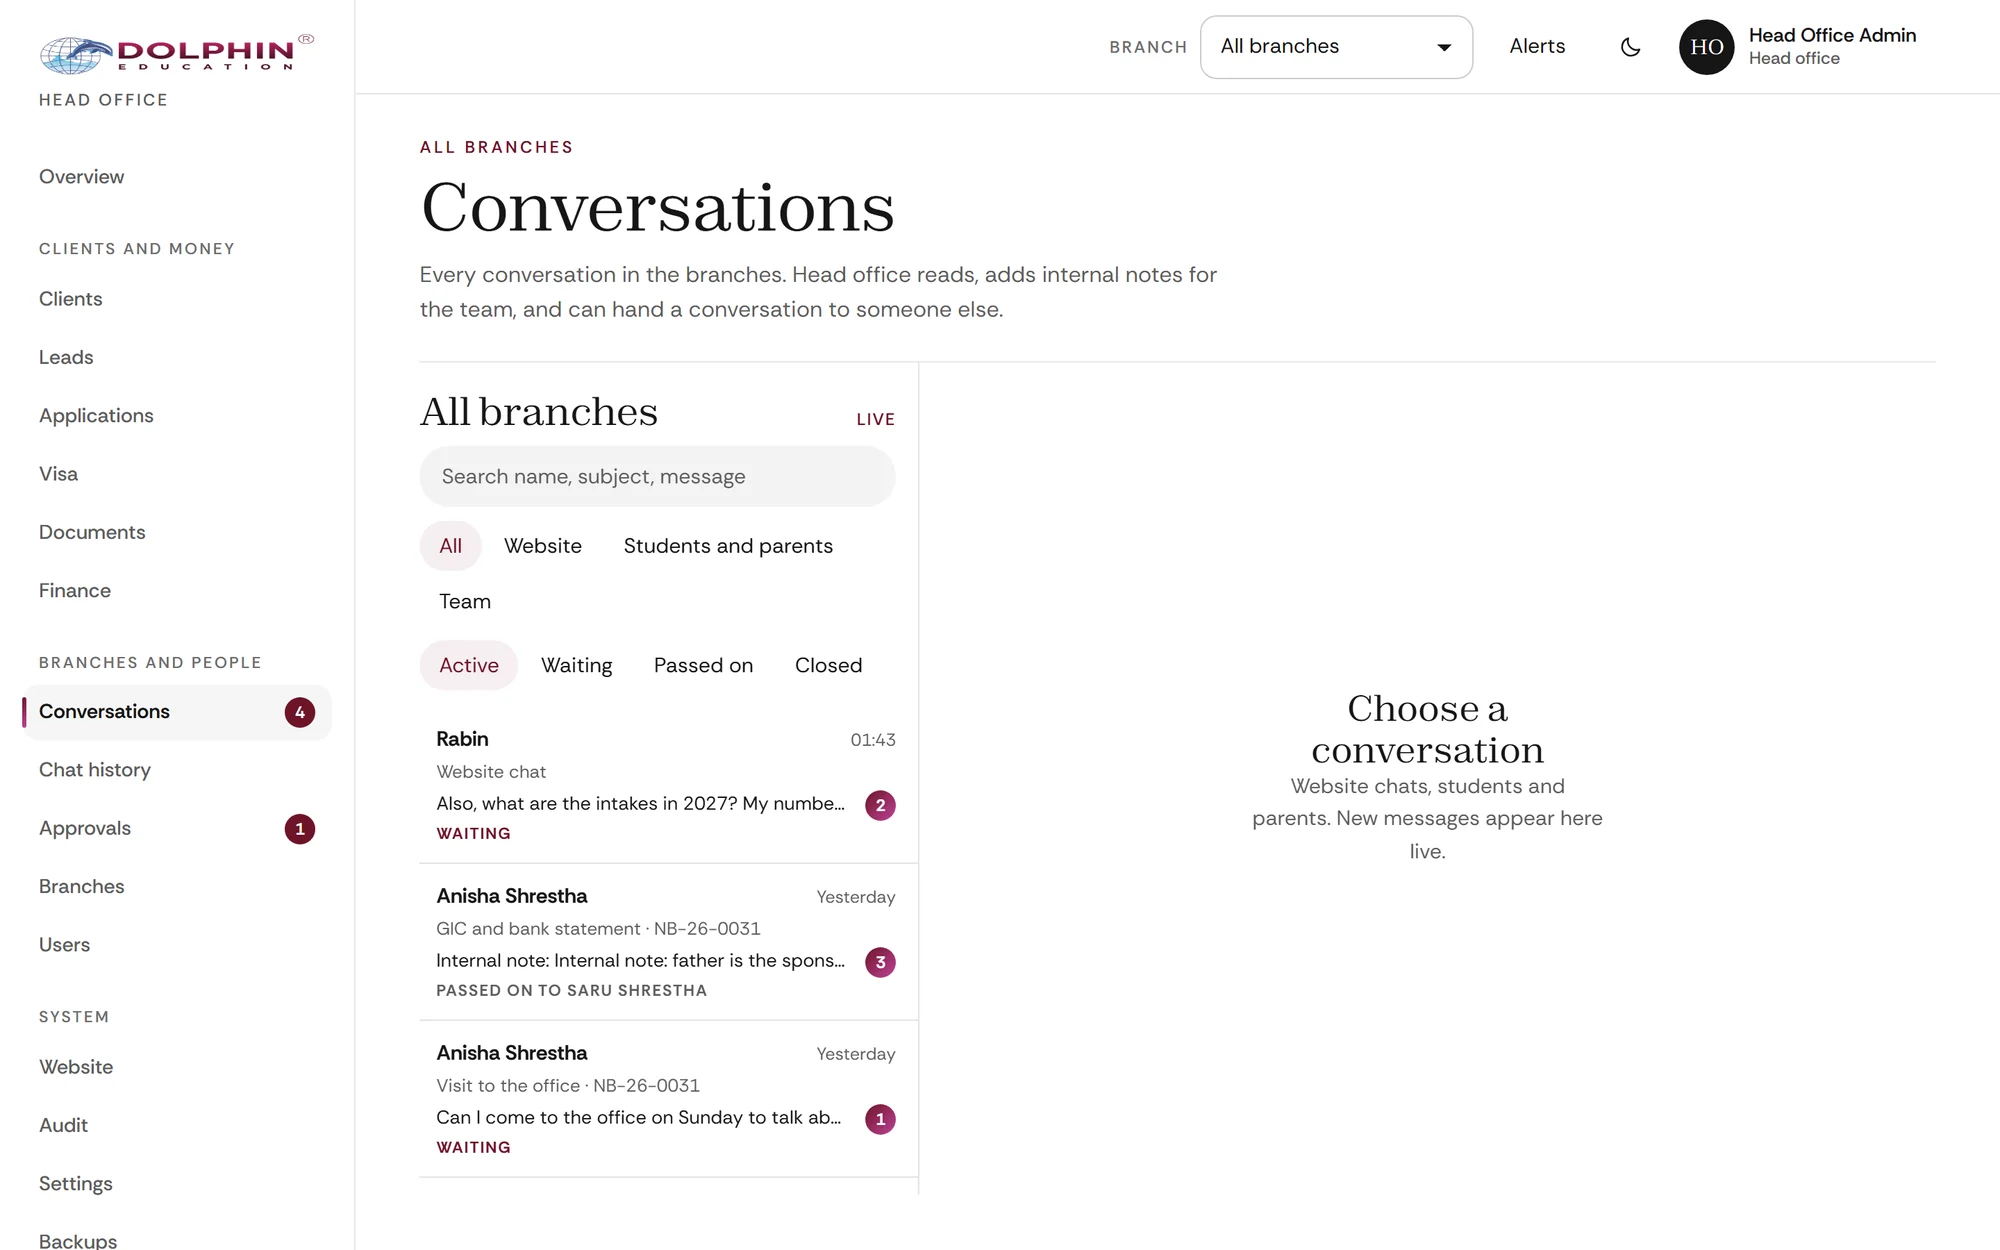 DOLPHIN®
EDUCATION
HEAD OFFICE
Overview
CLIENTS AND MONEY
Clients
Leads
Applications
Visa
Documents
Finance
BRANCHES AND PEOPLE
Conversations 4
Chat history
Approvals 1
Branches
Users
SYSTEM
Website
Audit
Settings
Backups
BRANCH All branches Alerts HO Head Office Admin
Head office
ALL BRANCHES
Conversations
Every conversation in the branches. Head office reads, adds internal notes for
the team, and can hand a conversation to someone else.
All branches LIVE
Search name, subject, message
All Website Students and parents
Team
Active Waiting Passed on Closed
Rabin 01:43
Website chat
Also, what are the intakes in 2027? My numbe... 2
WAITING
Anisha Shrestha Yesterday
GIC and bank statement · NB-26-0031
Internal note: Internal note: father is the spons... 3
PASSED ON TO SARU SHRESTHA
Anisha Shrestha Yesterday
Visit to the office · NB-26-0031
Can I come to the office on Sunday to talk ab... 1
WAITING
Choose a
conversation
Website chats, students and
parents. New messages appear here
live.